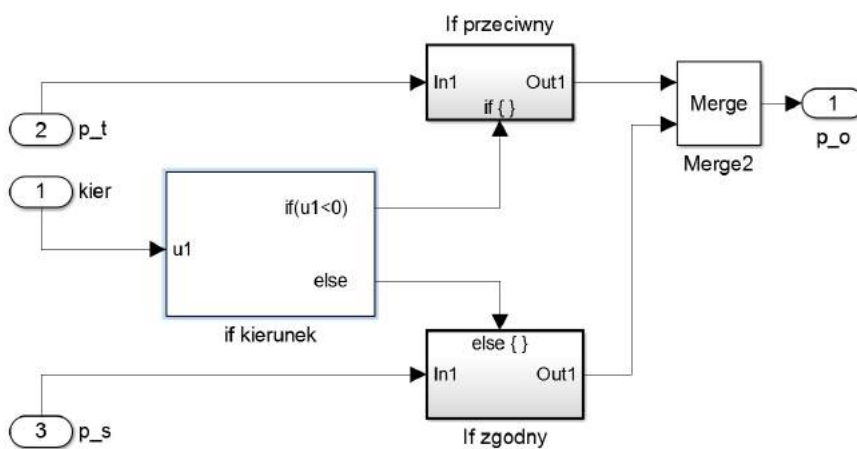 If przeciwny
In1
Out1
if { }
Merge
1
2
p_t
p_o
Merge2
1
kier
if(u1<0)
u1
else
if kierunek
else { }
In1
Out1
3
p_s
If zgodny